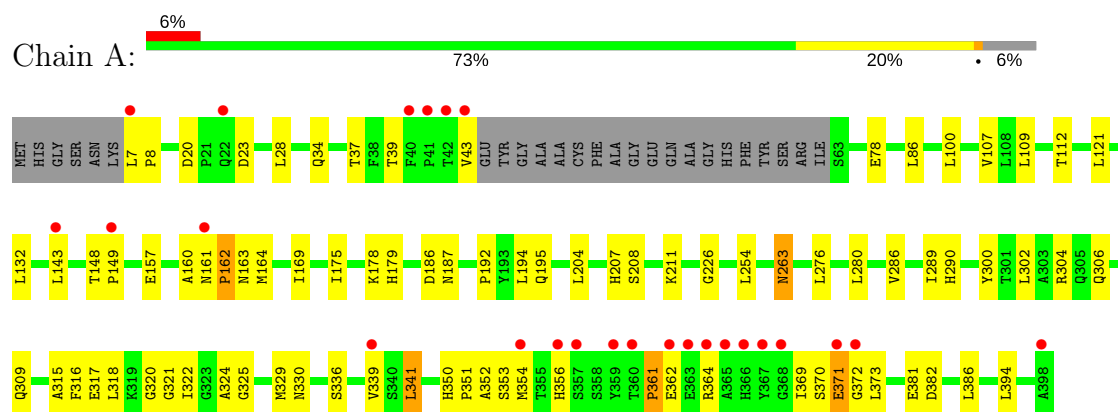 6%
Chain A:
73% 20% • 6%
MET HIS GLY SER ASN LYS L7 P8 D20 P21 Q22 D23 L28 Q34 T37 F38 T39 F40 P41 T42 V43 GLU TYR GLY ALA ALA CYS PHE ALA GLY GLU GLN ALA GLY HIS PHE TYR SER ARG ILE S63 E78 L86 L100 V107 L108 L109 T112 L121
L132 L143 T148 P149 E157 A160 N161 P162 N163 M164 I169 I175 K178 H179 D186 N187 P192 Y193 L194 Q195 L204 H207 S208 K211 G226 L254 N263 L276 L280 V286 I289 H290 Y300 T301 L302 A303 R304 Q305 Q306
Q309 A315 F316 E317 L318 K319 G320 G321 I322 G323 A324 G325 M329 N330 S336 V339 S340 L341 H350 P351 A352 S353 M354 T355 H356 S357 S358 Y359 T360 P361 E362 E363 R364 A365 H366 Y367 G368 I369 S370 E371 G372 L373 E381 D382 L386 L394 A398